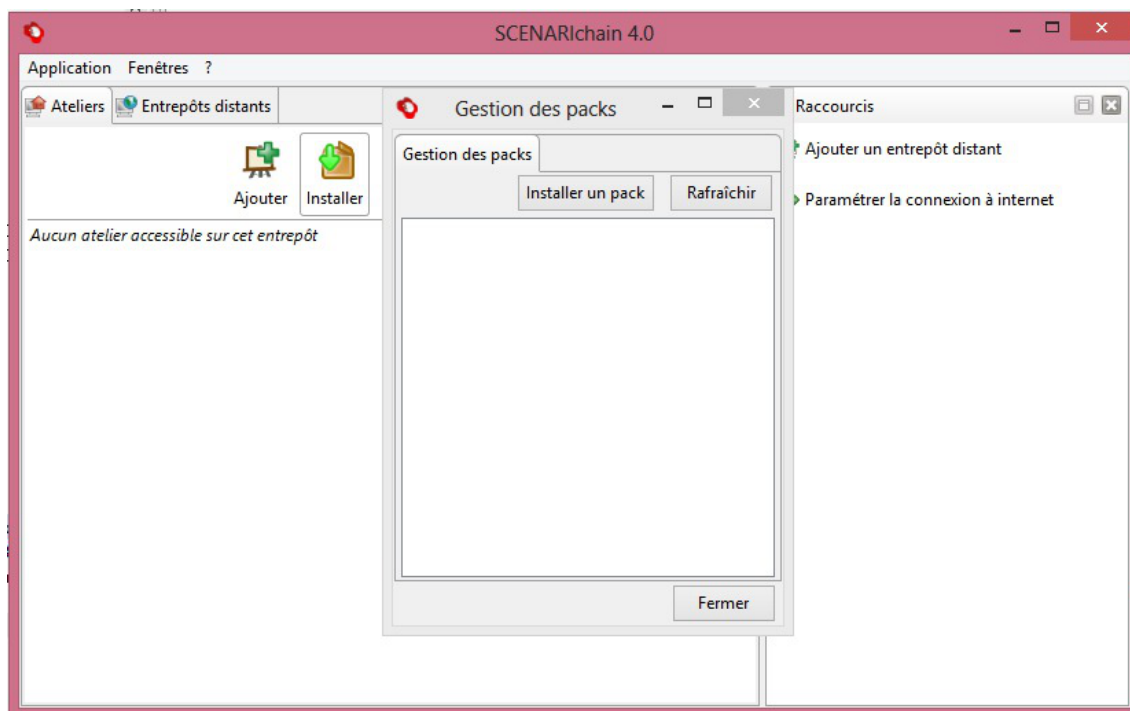 SCENARIchain 4.0
Application Fenêtres ?
Ateliers Entrepôts distants
Ajouter Installer
Aucun atelier accessible sur cet entrepôt
Gestion des packs
Gestion des packs
Installer un pack Rafraîchir
Fermer
Raccourcis
Ajouter un entrepôt distant
Paramétrer la connexion à internet